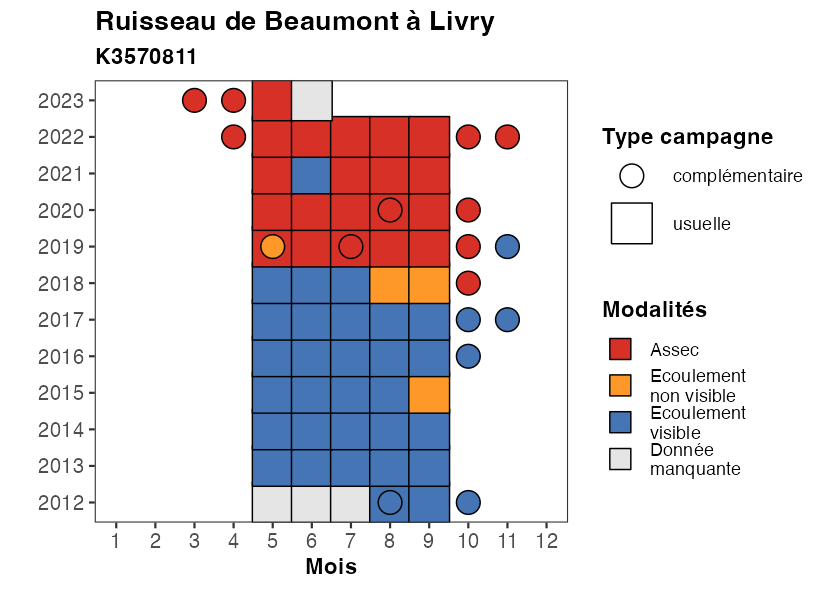 Ruisseau de Beaumont à Livry
K3570811
2023
2022
2021
2020
2019
2018
2017
2016
2015
2014
2013
2012
1 2 3 4 5 6 7 8 9 10 11 12
Mois
Type campagne
complémentaire
usuelle
Modalités
Assec
Ecoulement
non visible
Ecoulement
visible
Donnée
manquante